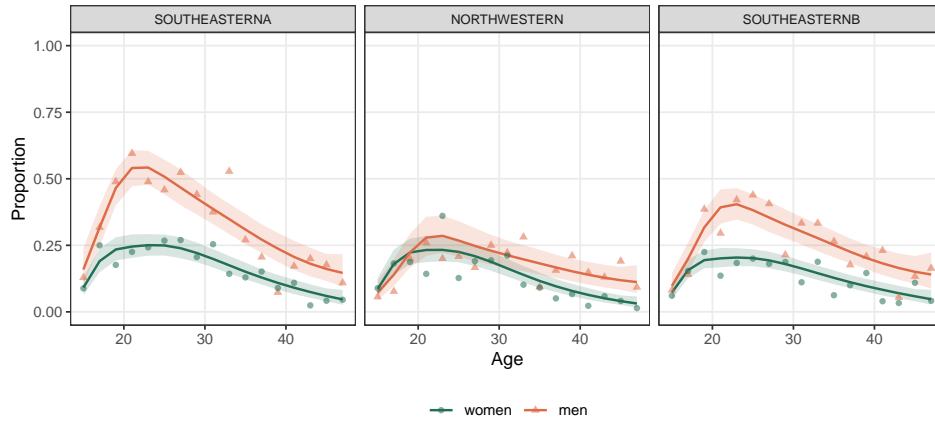 SOUTHEASTERNA NORTHWESTERN SOUTHEASTERNB
1.00
0.75
0.50
0.25
0.00
Proportion
20 30 40 20 30 40 20 30 40
Age
women men